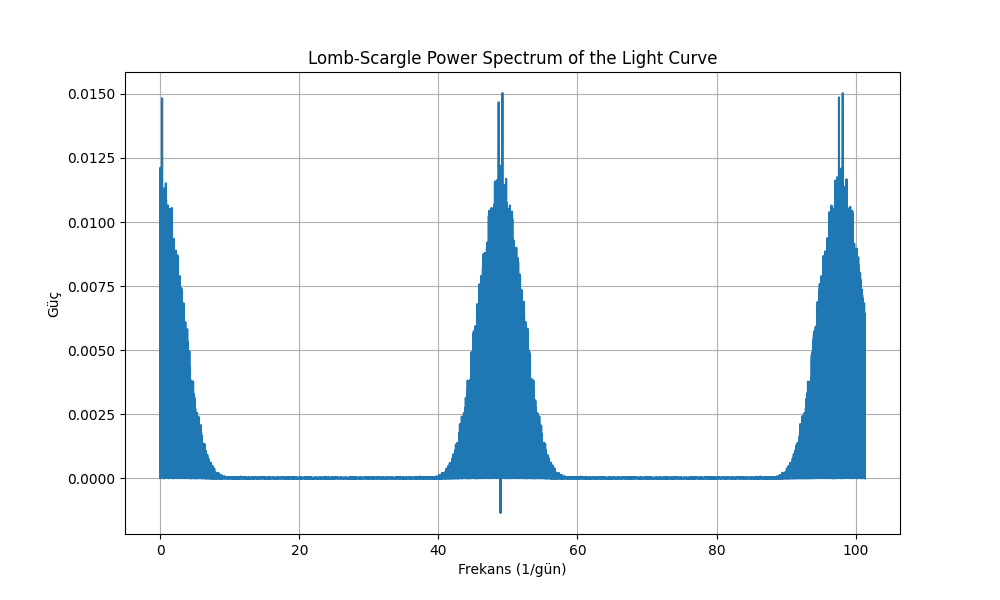 Lomb-Scargle Power Spectrum of the Light Curve
0.0150
0.0125
0.0100
0.0075
0.0050
0.0025
0.0000
Güç
0 20 40 60 80 100
Frekans (1/gün)